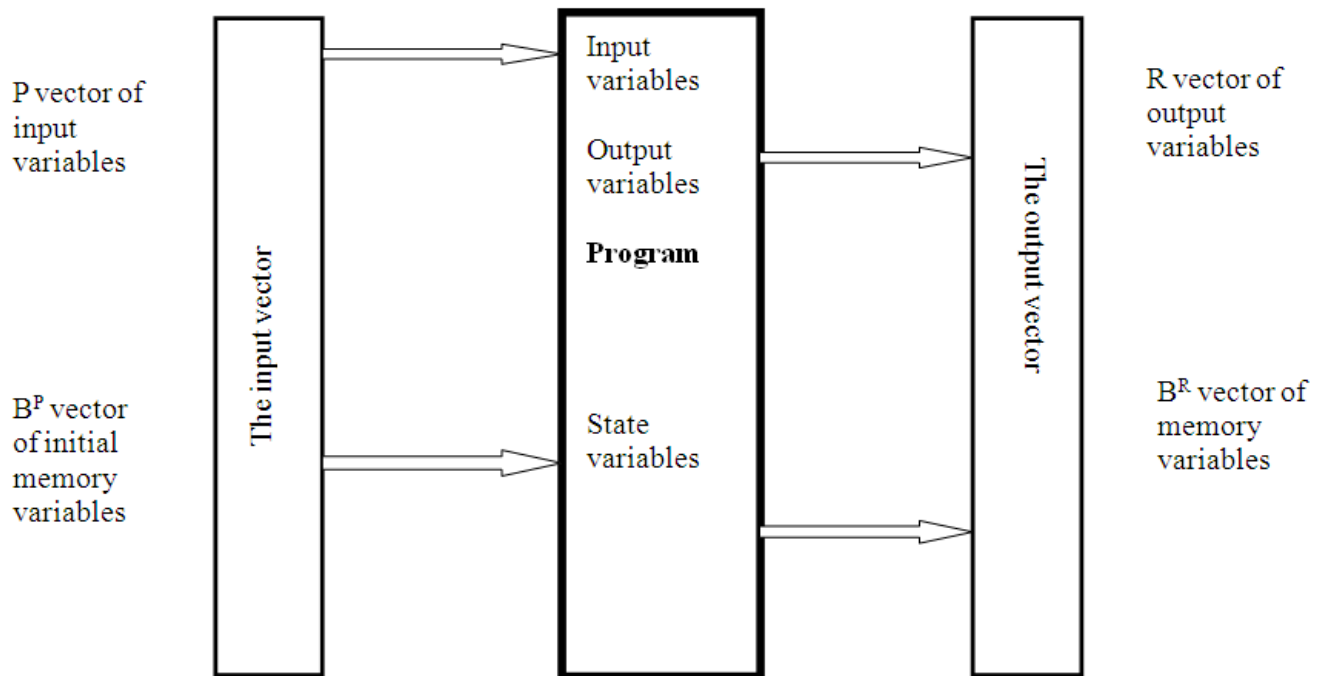 P vector of
input
variables
B^P vector
of initial
memory
variables
The input vector
Input
variables
Output
variables
Program
State
variables
The output vector
R vector of
output
variables
B^R vector of
memory
variables